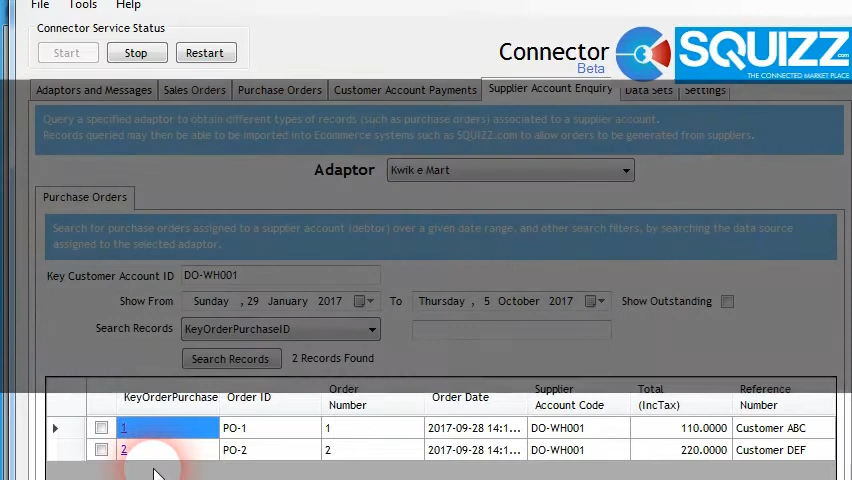 File Tools Help
Connector Service Status
Start Stop Restart
Connector
Beta
SQUIZZ.com
THE CONNECTED MARKET PLACE
Adaptors and Messages Sales Orders Purchase Orders Customer Account Payments Supplier Account Enquiry Data Sets Settings
Query a specified adaptor to obtain different types of records (such as purchase orders) associated to a supplier account.
Records queried may then be able to be imported into Ecommerce systems such as SQUIZZ.com to allow orders to be generated from suppliers.
Adaptor Kwik e Mart
Purchase Orders
Search for purchase orders assigned to a supplier account (debtor) over a given date range, and other search filters, by searching the data source
assigned to the selected adaptor.
Key Customer Account ID DO-WH001
Show From Sunday , 29 January 2017 To Thursday , 5 October 2017 Show Outstanding
Search Records KeyOrderPurchaseID
Search Records 2 Records Found
KeyOrderPurchase Order ID Order Number Order Date Supplier Account Code Total (IncTax) Reference Number
1 PO-1 1 2017-09-28 14:1... DO-WH001 110.0000 Customer ABC
2 PO-2 2 2017-09-28 14:1... DO-WH001 220.0000 Customer DEF